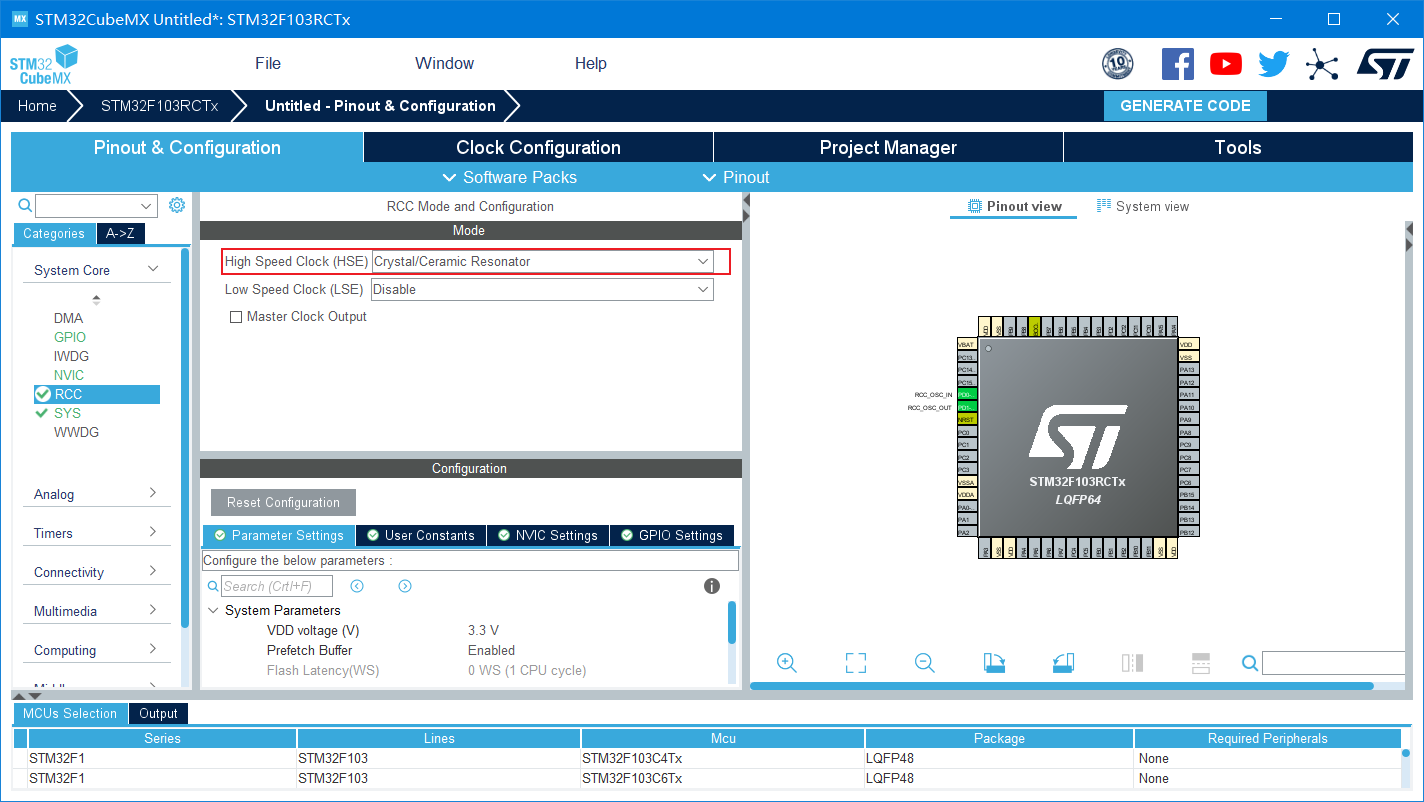 MX STM32CubeMX Untitled*: STM32F103RCTx
STM32 CubeMX
File Window Help
10
Home STM32F103RCTx Untitled - Pinout & Configuration GENERATE CODE
Pinout & Configuration Clock Configuration Project Manager Tools
Software Packs Pinout
RCC Mode and Configuration
Categories A->Z
System Core
DMA
GPIO
IWDG
NVIC
RCC
SYS
WWDG
Analog
Timers
Connectivity
Multimedia
Computing
Mode
High Speed Clock (HSE) Crystal/Ceramic Resonator
Low Speed Clock (LSE) Disable
Master Clock Output
Configuration
Reset Configuration
Parameter Settings User Constants NVIC Settings GPIO Settings
Configure the below parameters :
Search (Crtl+F)
System Parameters
VDD voltage (V) 3.3 V
Prefetch Buffer Enabled
Flash Latency(WS) 0 WS (1 CPU cycle)
Pinout view System view
VBAT
PC13..
PC14..
PC15..
RCC_OSC_IN PD0-..
RCC_OSC_OUT PD1-..
NRST
PC0
PC1
PC2
PC3
VSSA
VDDA
PA0-..
PA1
PA2
STM32F103RCTx
LQFP64
VDD
VSS
PA13
PA12
PA11
PA10
PA9
PA8
PC9
PC8
PC7
PC6
PB15
PB14
PB13
PB12
MCUs Selection Output
Series Lines Mcu Package Required Peripherals
STM32F1 STM32F103 STM32F103C4Tx LQFP48 None
STM32F1 STM32F103 STM32F103C6Tx LQFP48 None